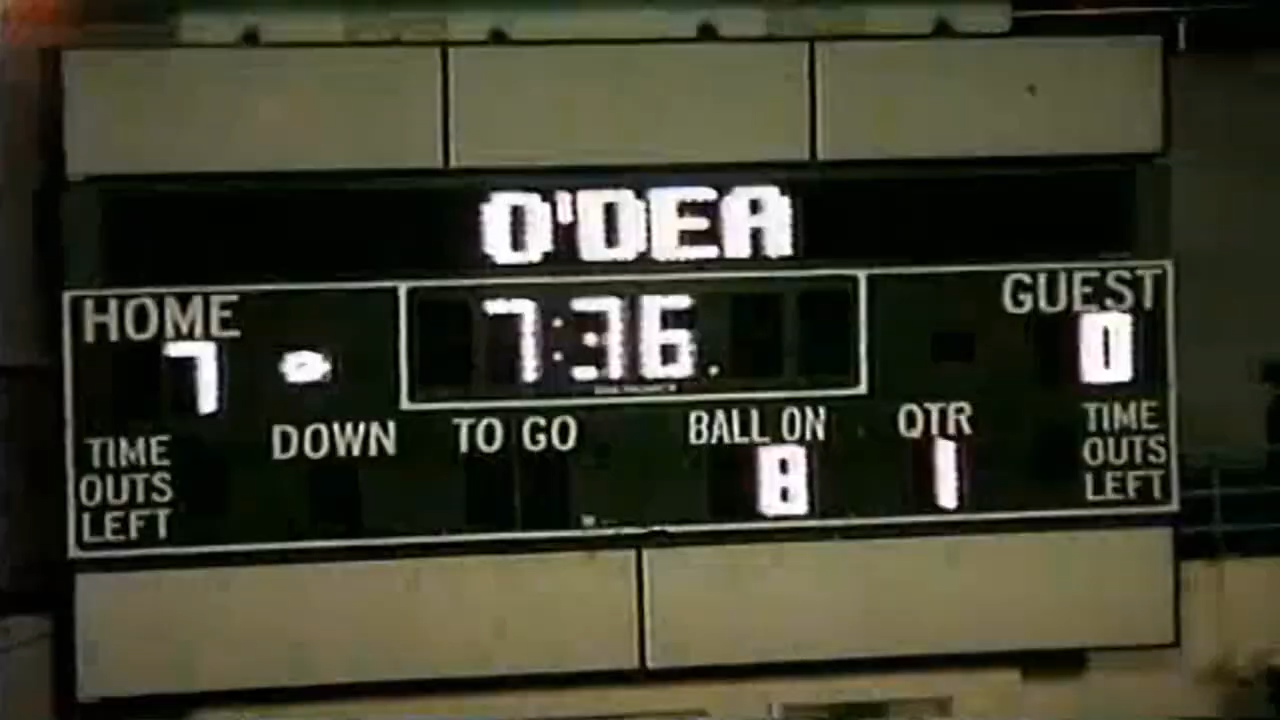 O'DEA
HOME 7:36 GUEST
7 0
DOWN TO GO BALL ON QTR
8 1
TIME OUTS LEFT
TIME OUTS LEFT